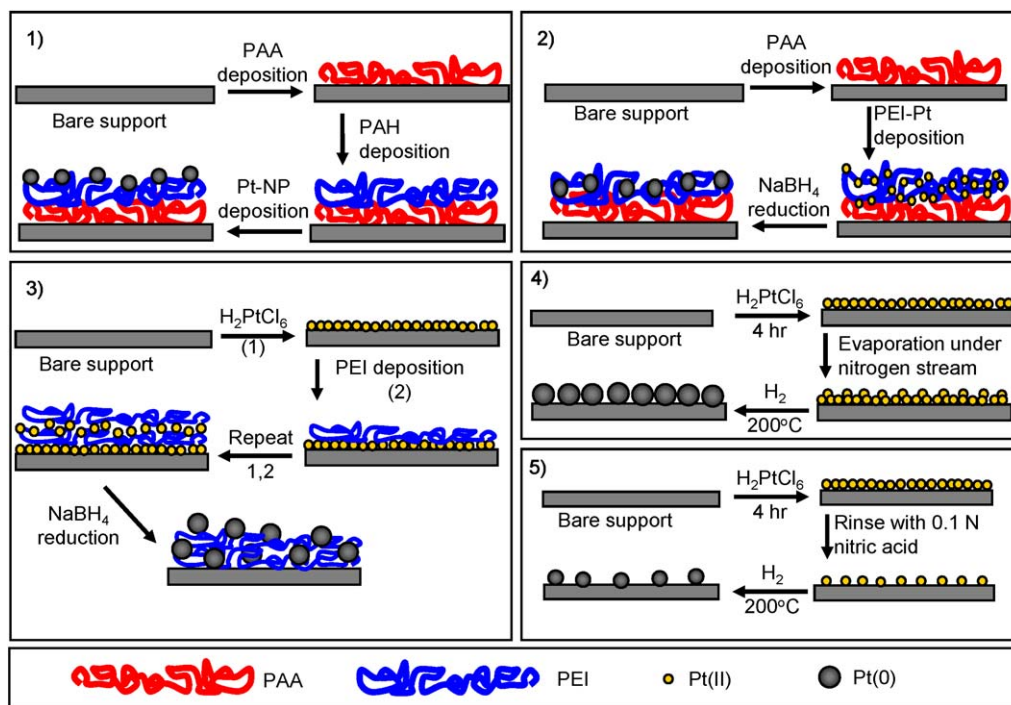 1)
PAA
deposition
Bare support
PAH
deposition
Pt-NP
deposition
2)
PAA
deposition
Bare support
PEI-Pt
deposition
NaBH4
reduction
3)
H2PtCl6
(1)
Bare support
PEI deposition
(2)
Repeat
1,2
NaBH4
reduction
4)
H2PtCl6
4 hr
Bare support
Evaporation under
nitrogen stream
H2
200°C
5)
H2PtCl6
4 hr
Bare support
Rinse with 0.1 N
nitric acid
H2
200°C
PAA
PEI
Pt(II)
Pt(0)